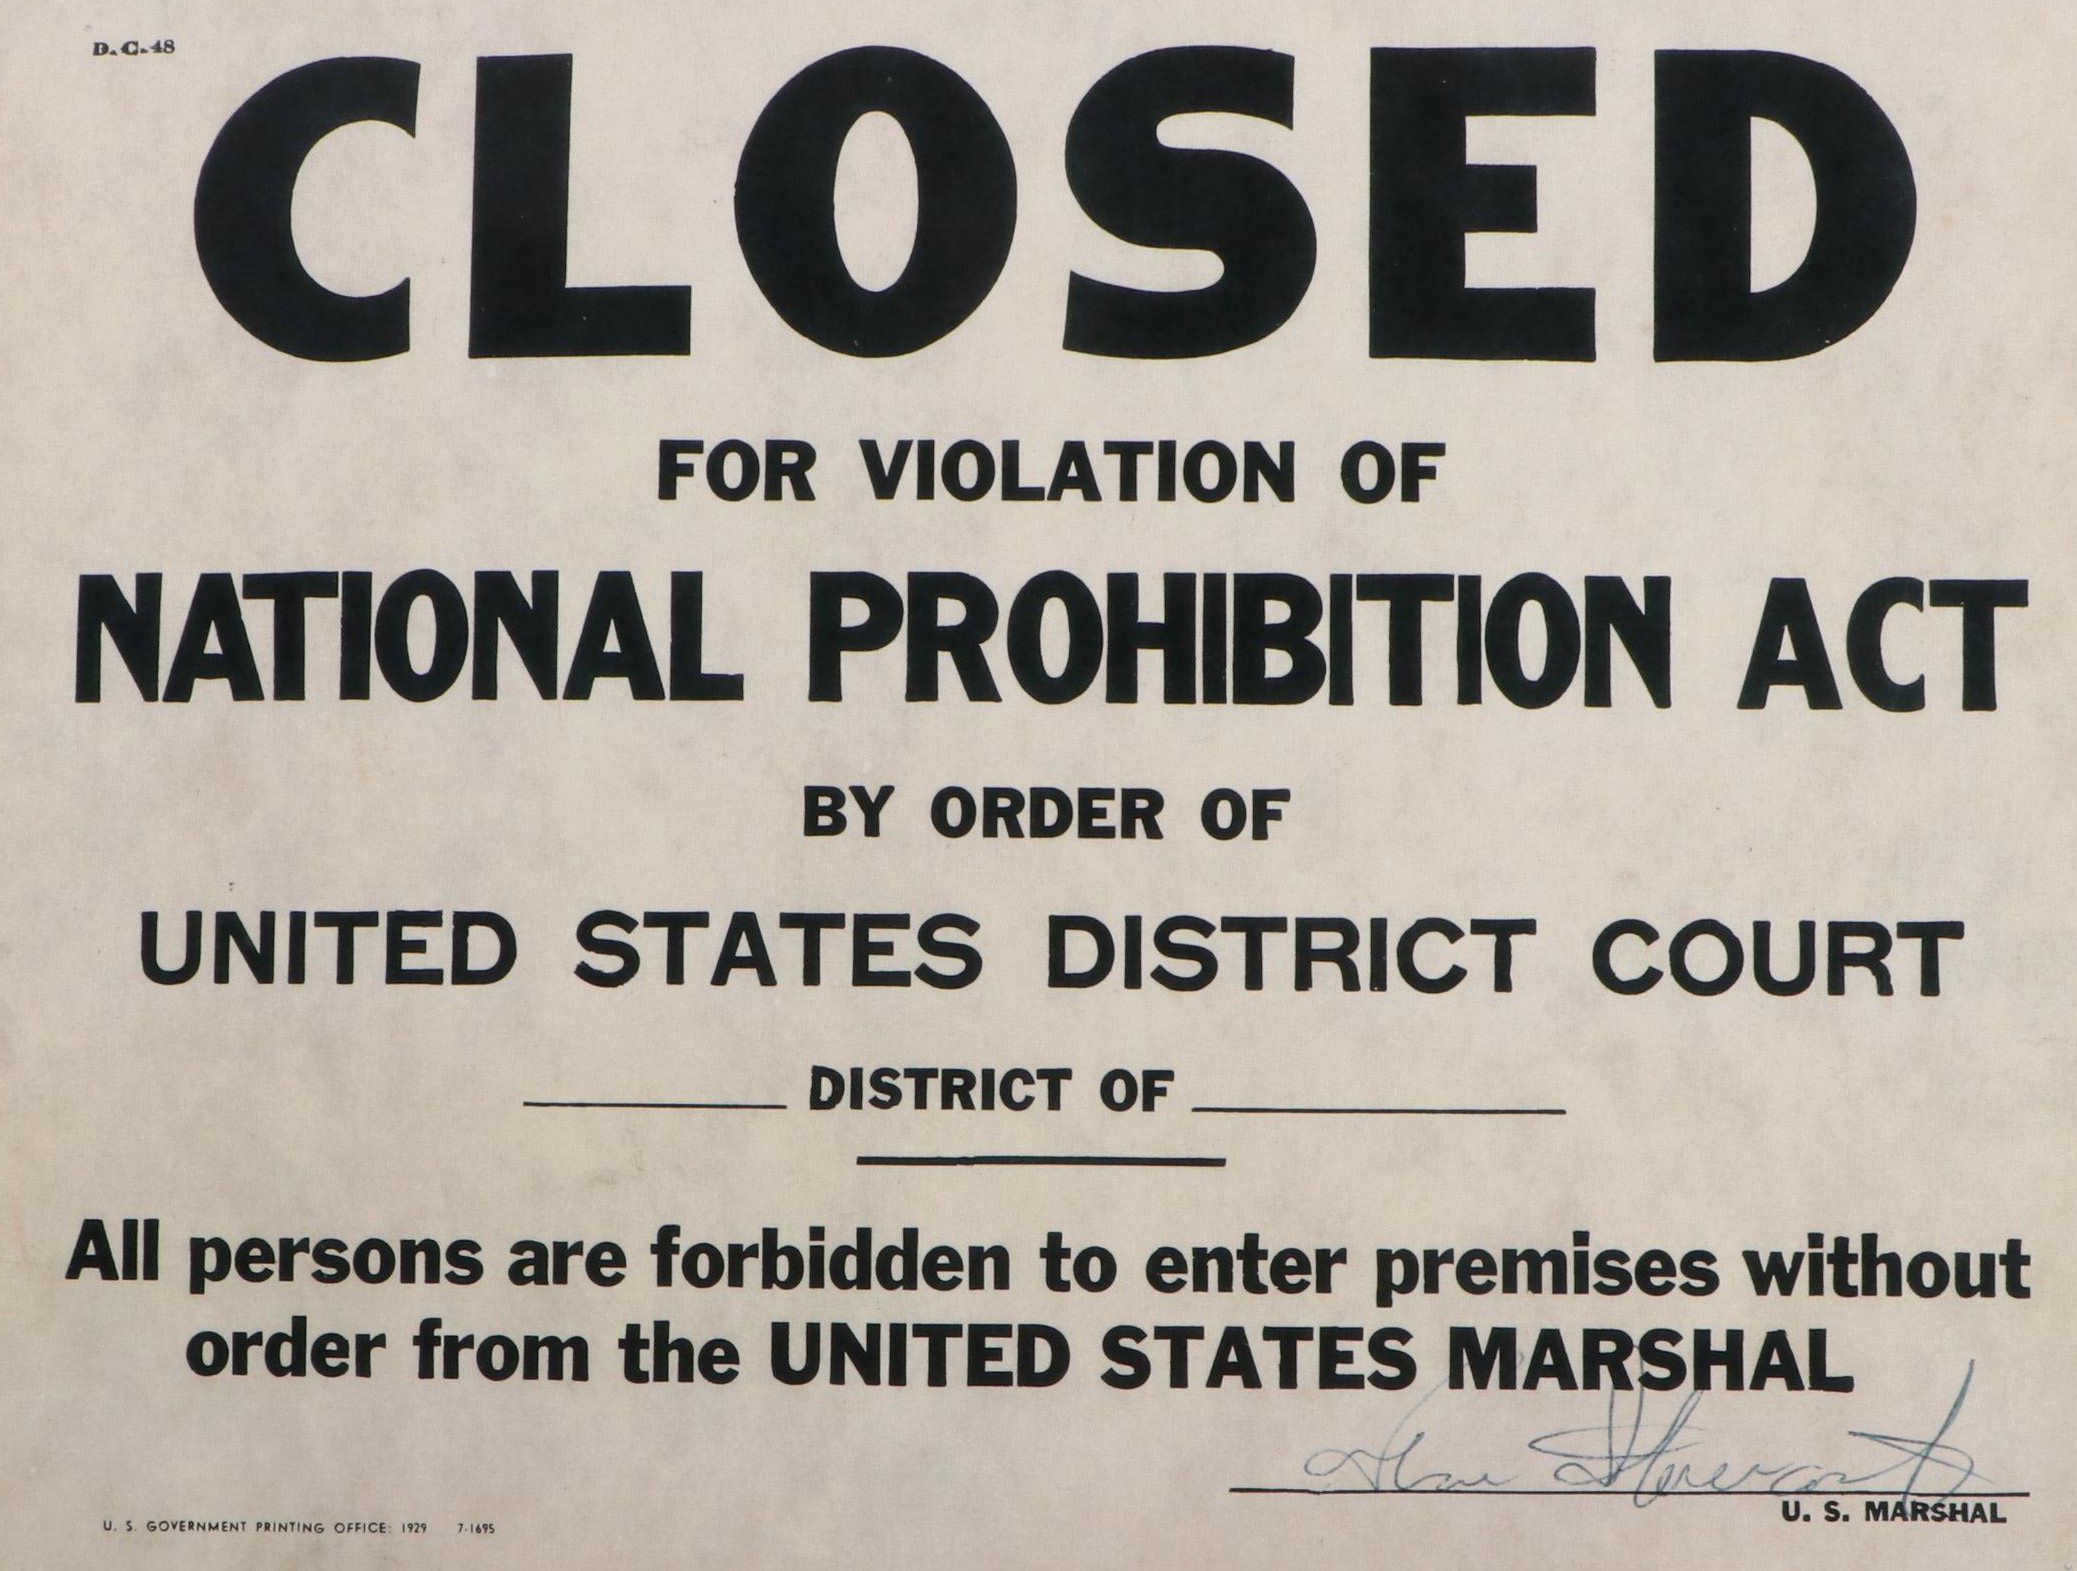 D. C. 48
CLOSED
FOR VIOLATION OF
NATIONAL PROHIBITION ACT
BY ORDER OF
UNITED STATES DISTRICT COURT
DISTRICT OF
All persons are forbidden to enter premises without
order from the UNITED STATES MARSHAL
U. S. MARSHAL
U. S. GOVERNMENT PRINTING OFFICE: 1929 7-1695